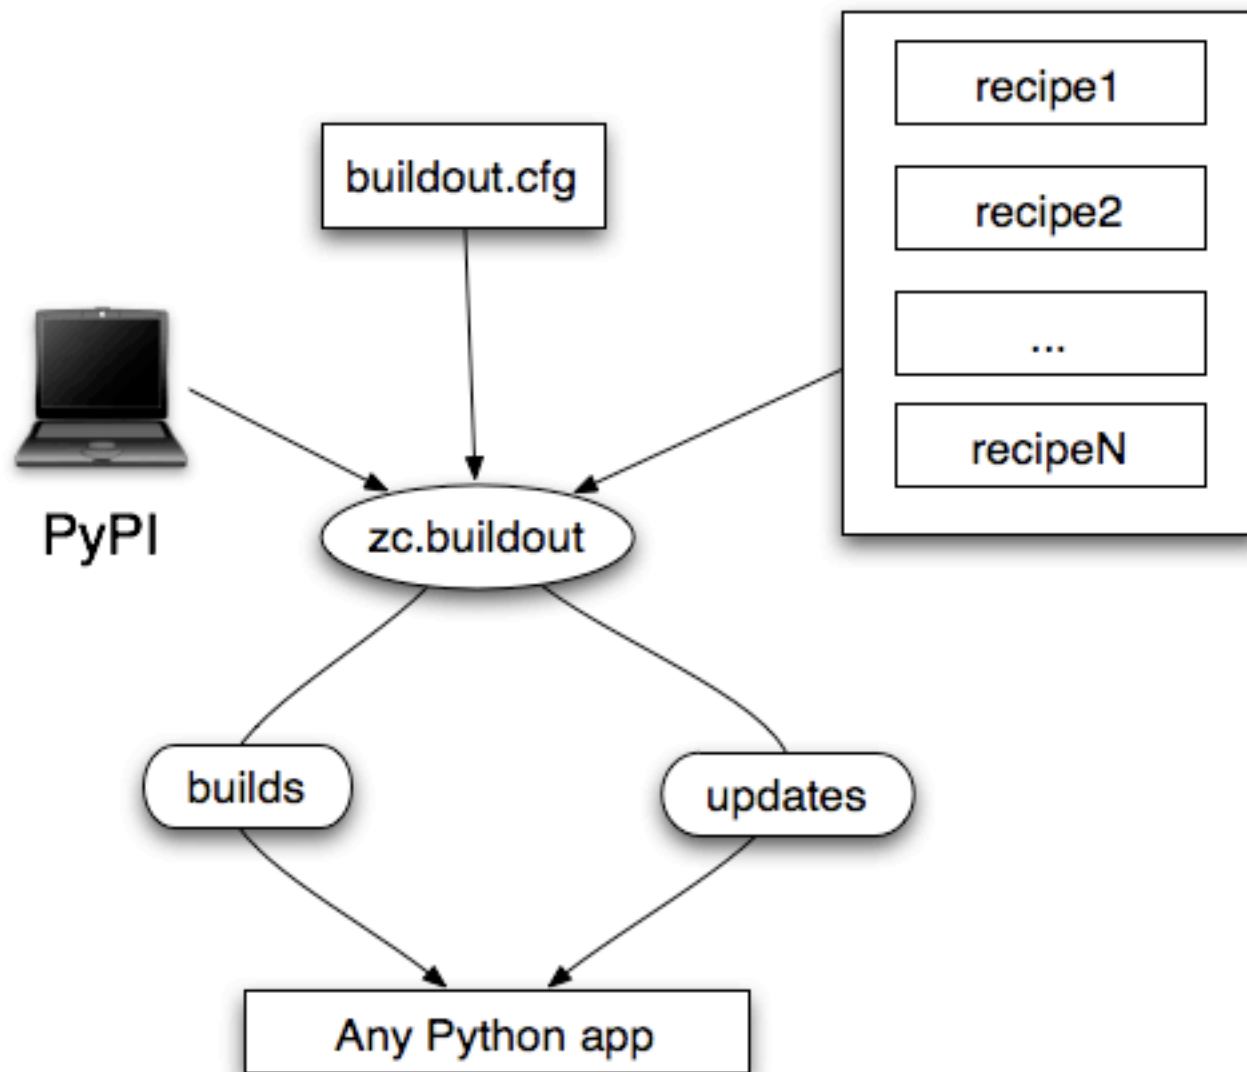 recipe1
buildout.cfg
recipe2
...
recipeN
PyPI
zc.buildout
builds
updates
Any Python app